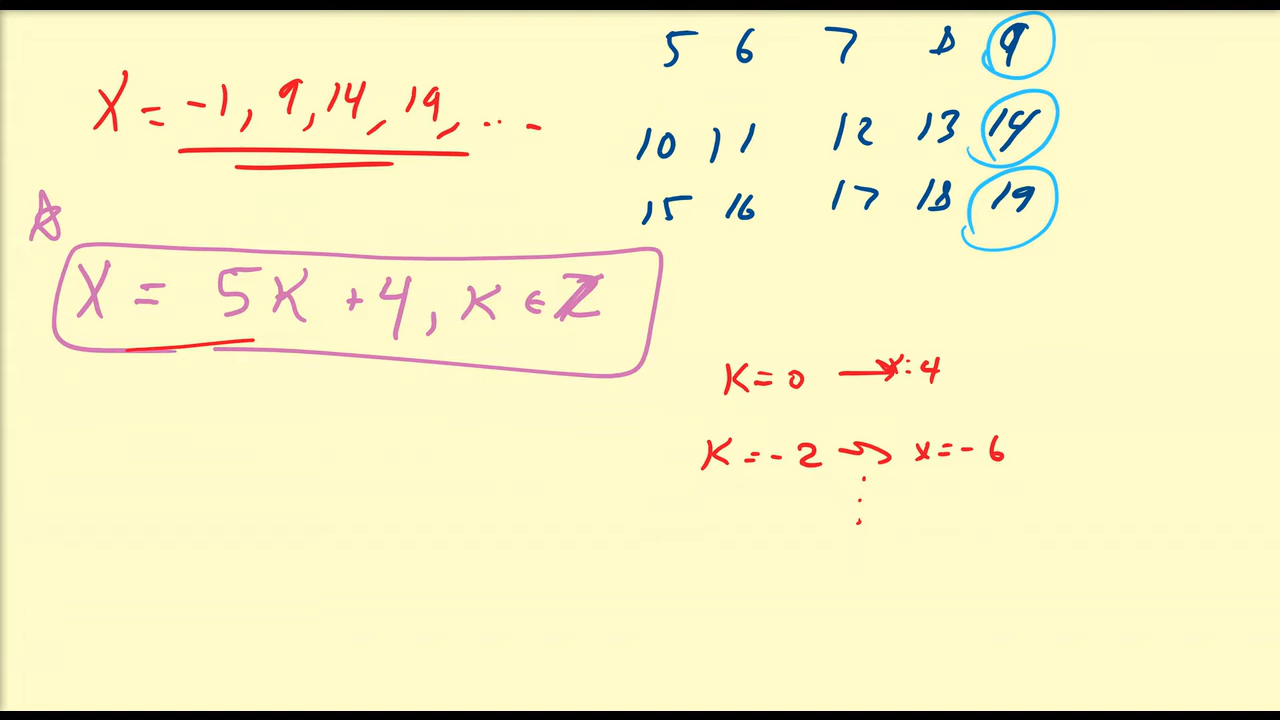 5 6 7 8 9
X = -1, 9, 14, 19, ...
10 11 12 13 14
15 16 17 18 19
X = 5K + 4, K ∈ Z
K = 0 → x: 4
K = -2 → x = -6